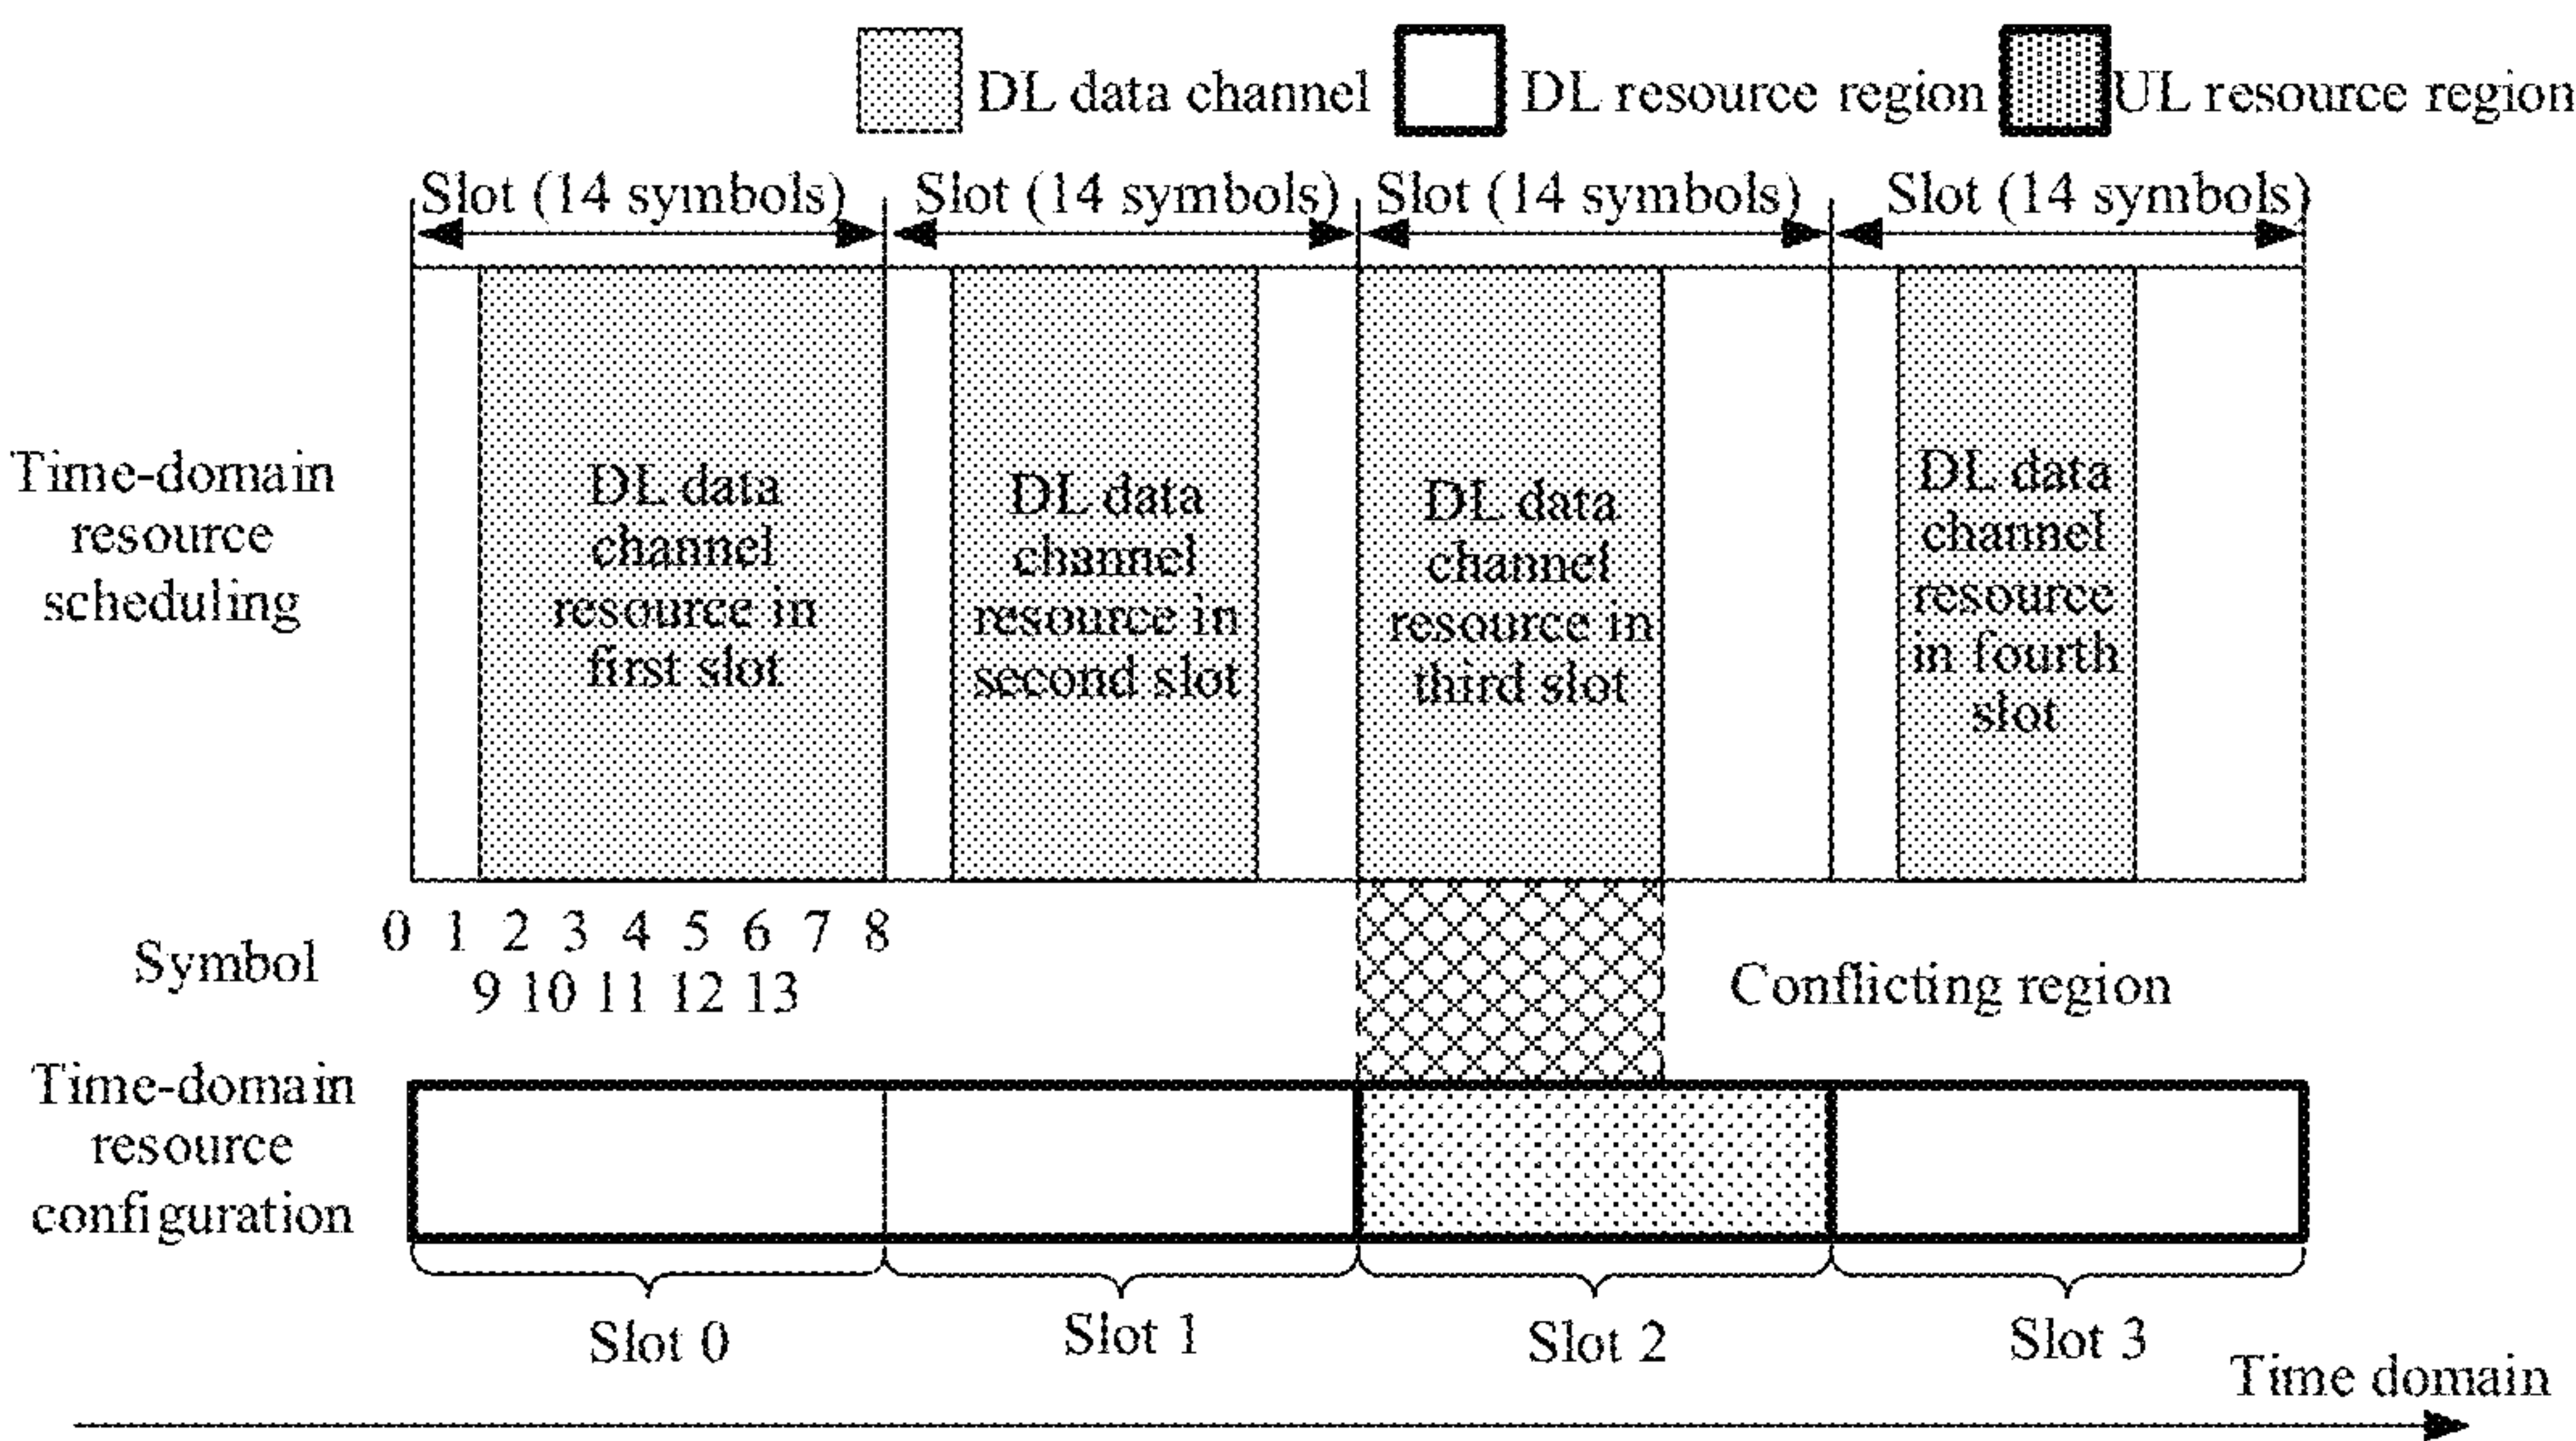 DL data channel
DL resource region
UL resource region
Slot (14 symbols)
Slot (14 symbols)
Slot (14 symbols)
Slot (14 symbols)
Time-domain
resource
scheduling
DL data
channel
resource in
first slot
DL data
channel
resource in
second slot
DL data
channel
resource in
third slot
DL data
channel
resource
in fourth
slot
Symbol
0 1 2 3 4 5 6 7 8
9 10 11 12 13
Conflicting region
Time-domain
resource
configuration
Slot 0
Slot 1
Slot 2
Slot 3
Time domain